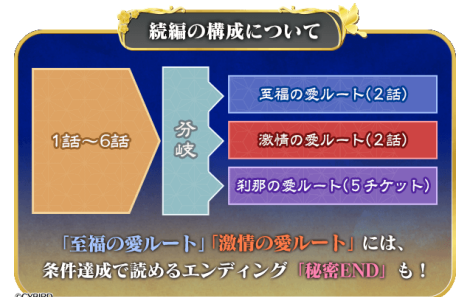 続編の構成について
1話～6話
分岐
至福の愛ルート(2話)
激情の愛ルート(2話)
刹那の愛ルート(5チケット)
「至福の愛ルート」「激情の愛ルート」には、
条件達成で読めるエンディング『秘密END』も！
©CYBIRD